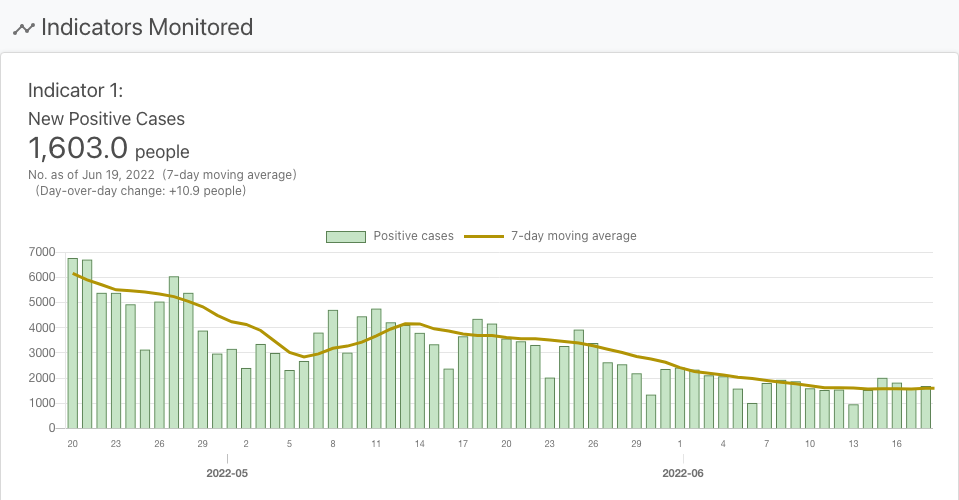 Indicators Monitored
Indicator 1:
New Positive Cases
1,603.0 people
No. as of Jun 19, 2022 (7-day moving average)
(Day-over-day change: +10.9 people)
Positive cases 7-day moving average
7000
6000
5000
4000
3000
2000
1000
0
20 23 26 29 2 5 8 11 14 17 20 23 26 29 1 4 7 10 13 16
2022-05 2022-06